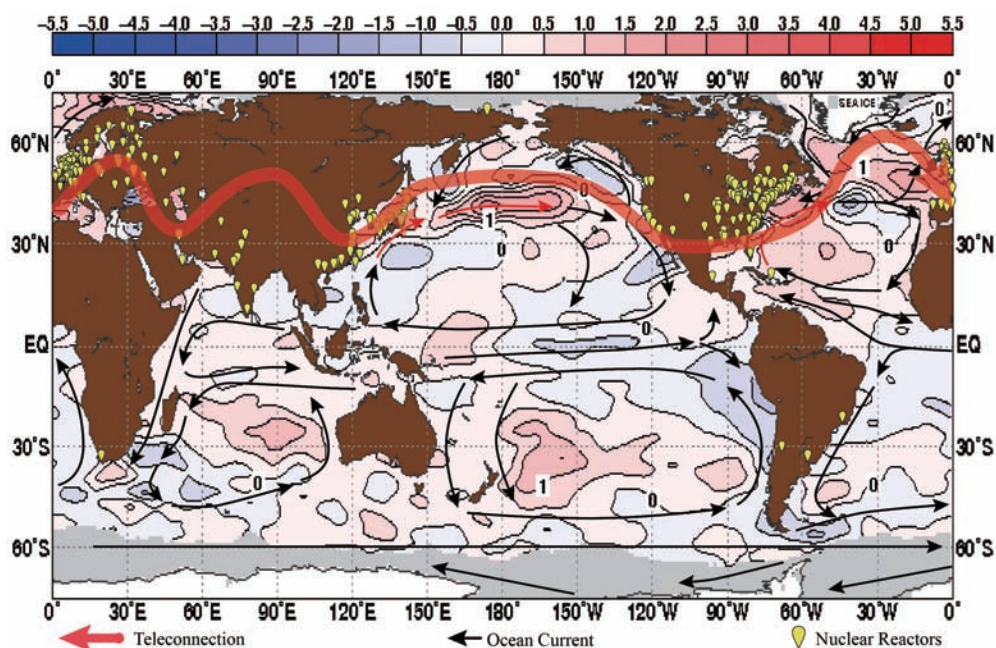 −5.5 −5.0 −4.5 −4.0 −3.0 −2.5 −1.5 −1.0 −0.5 0.0 0.5 1.0 1.5 2.0 2.5 3.0 3.5 4.0 4.5 5.0 5.5
0° 30°E 60°E 90°E 120°E 150°E 180° 150°W 120°W 90°W 60°W 30°W 0°
SEA ICE 0
60°N 60°N
1
0
1
30°N 0 0 30°N
0
EQ EQ
30°S 30°S
0 1 0 0
60°S 60°S
0° 30°E 60°E 90°E 120°E 150°E 180° 150°W 120°W 90°W 60°W 30°W 0°
Teleconnection Ocean Current Nuclear Reactors